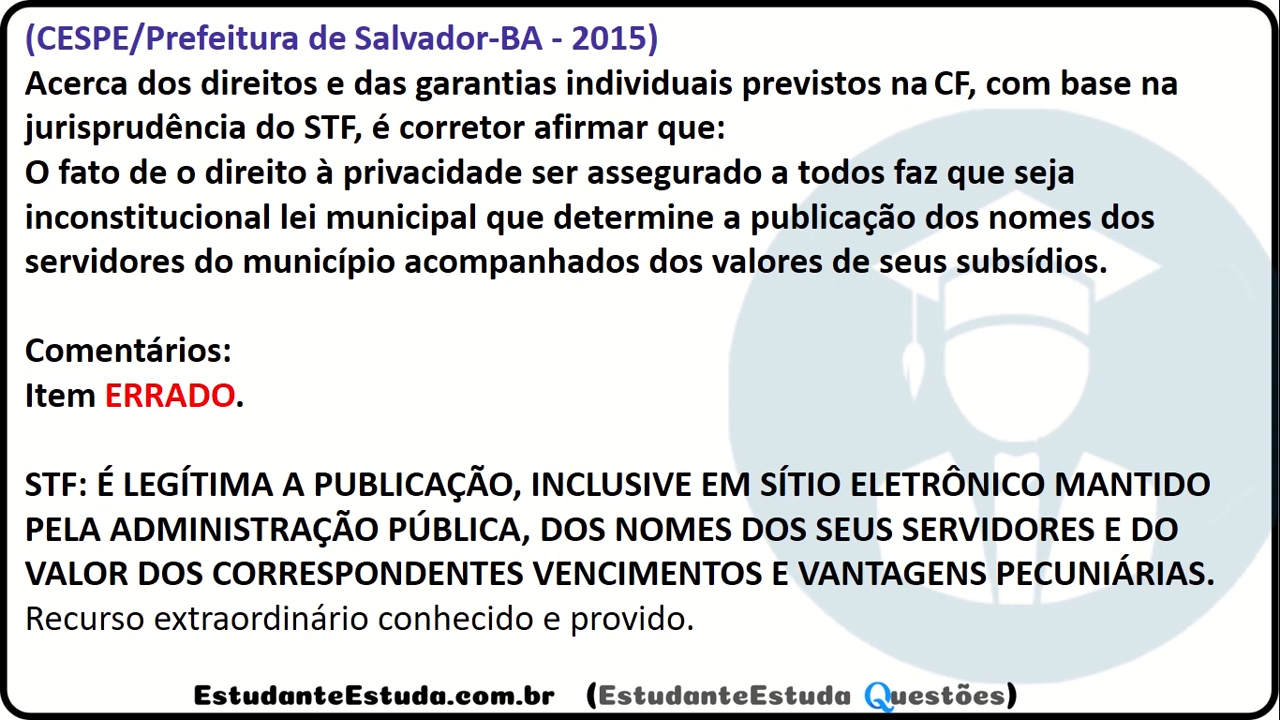 (CESPE/Prefeitura de Salvador-BA - 2015)
Acerca dos direitos e das garantias individuais previstos na CF, com base na
jurisprudência do STF, é corretor afirmar que:
O fato de o direito à privacidade ser assegurado a todos faz que seja
inconstitucional lei municipal que determine a publicação dos nomes dos
servidores do município acompanhados dos valores de seus subsídios.
Comentários:
Item ERRADO.
STF: É LEGÍTIMA A PUBLICAÇÃO, INCLUSIVE EM SÍTIO ELETRÔNICO MANTIDO
PELA ADMINISTRAÇÃO PÚBLICA, DOS NOMES DOS SEUS SERVIDORES E DO
VALOR DOS CORRESPONDENTES VENCIMENTOS E VANTAGENS PECUNIÁRIAS.
Recurso extraordinário conhecido e provido.
EstudanteEstuda.com.br (EstudanteEstuda Questões)